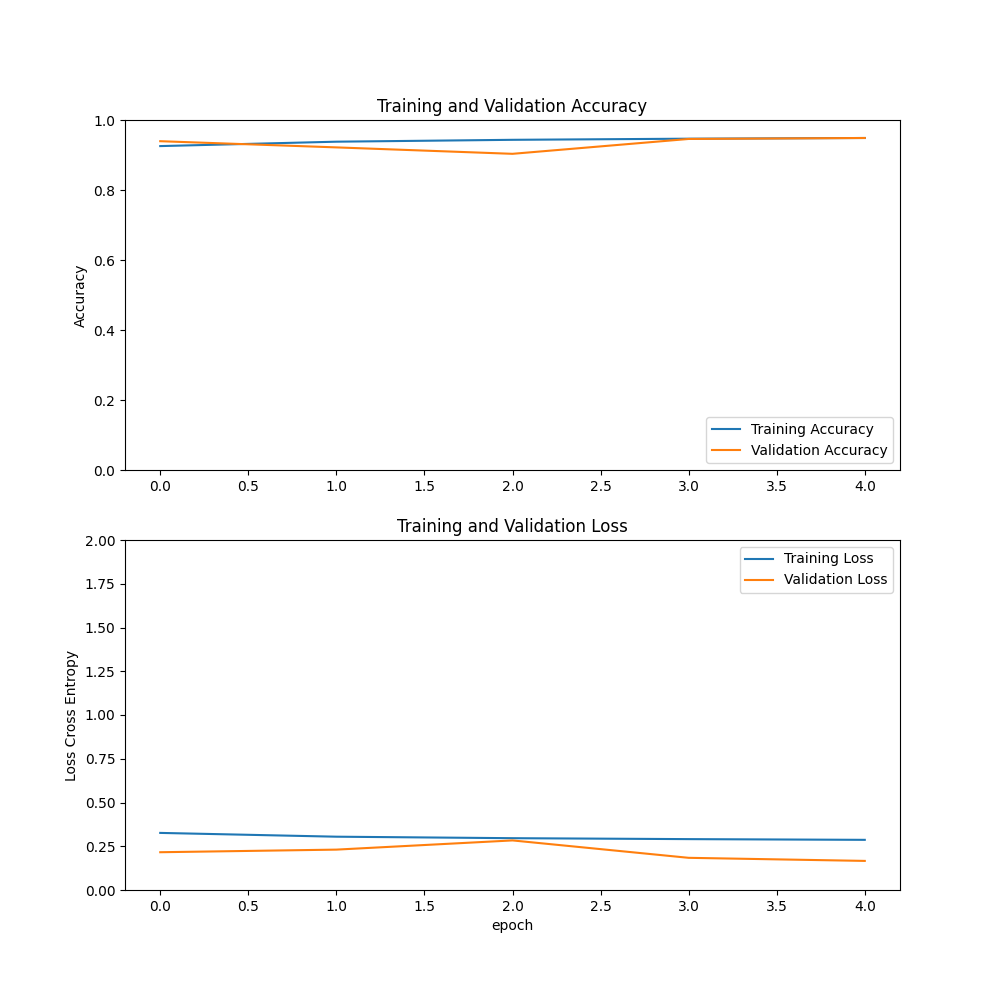 Training and Validation Accuracy
1.0
0.8
0.6
0.4
0.2
0.0
Accuracy
Training Accuracy
Validation Accuracy
0.0 0.5 1.0 1.5 2.0 2.5 3.0 3.5 4.0
Training and Validation Loss
2.00
1.75
1.50
1.25
1.00
0.75
0.50
0.25
0.00
Loss Cross Entropy
Training Loss
Validation Loss
0.0 0.5 1.0 1.5 2.0 2.5 3.0 3.5 4.0
epoch